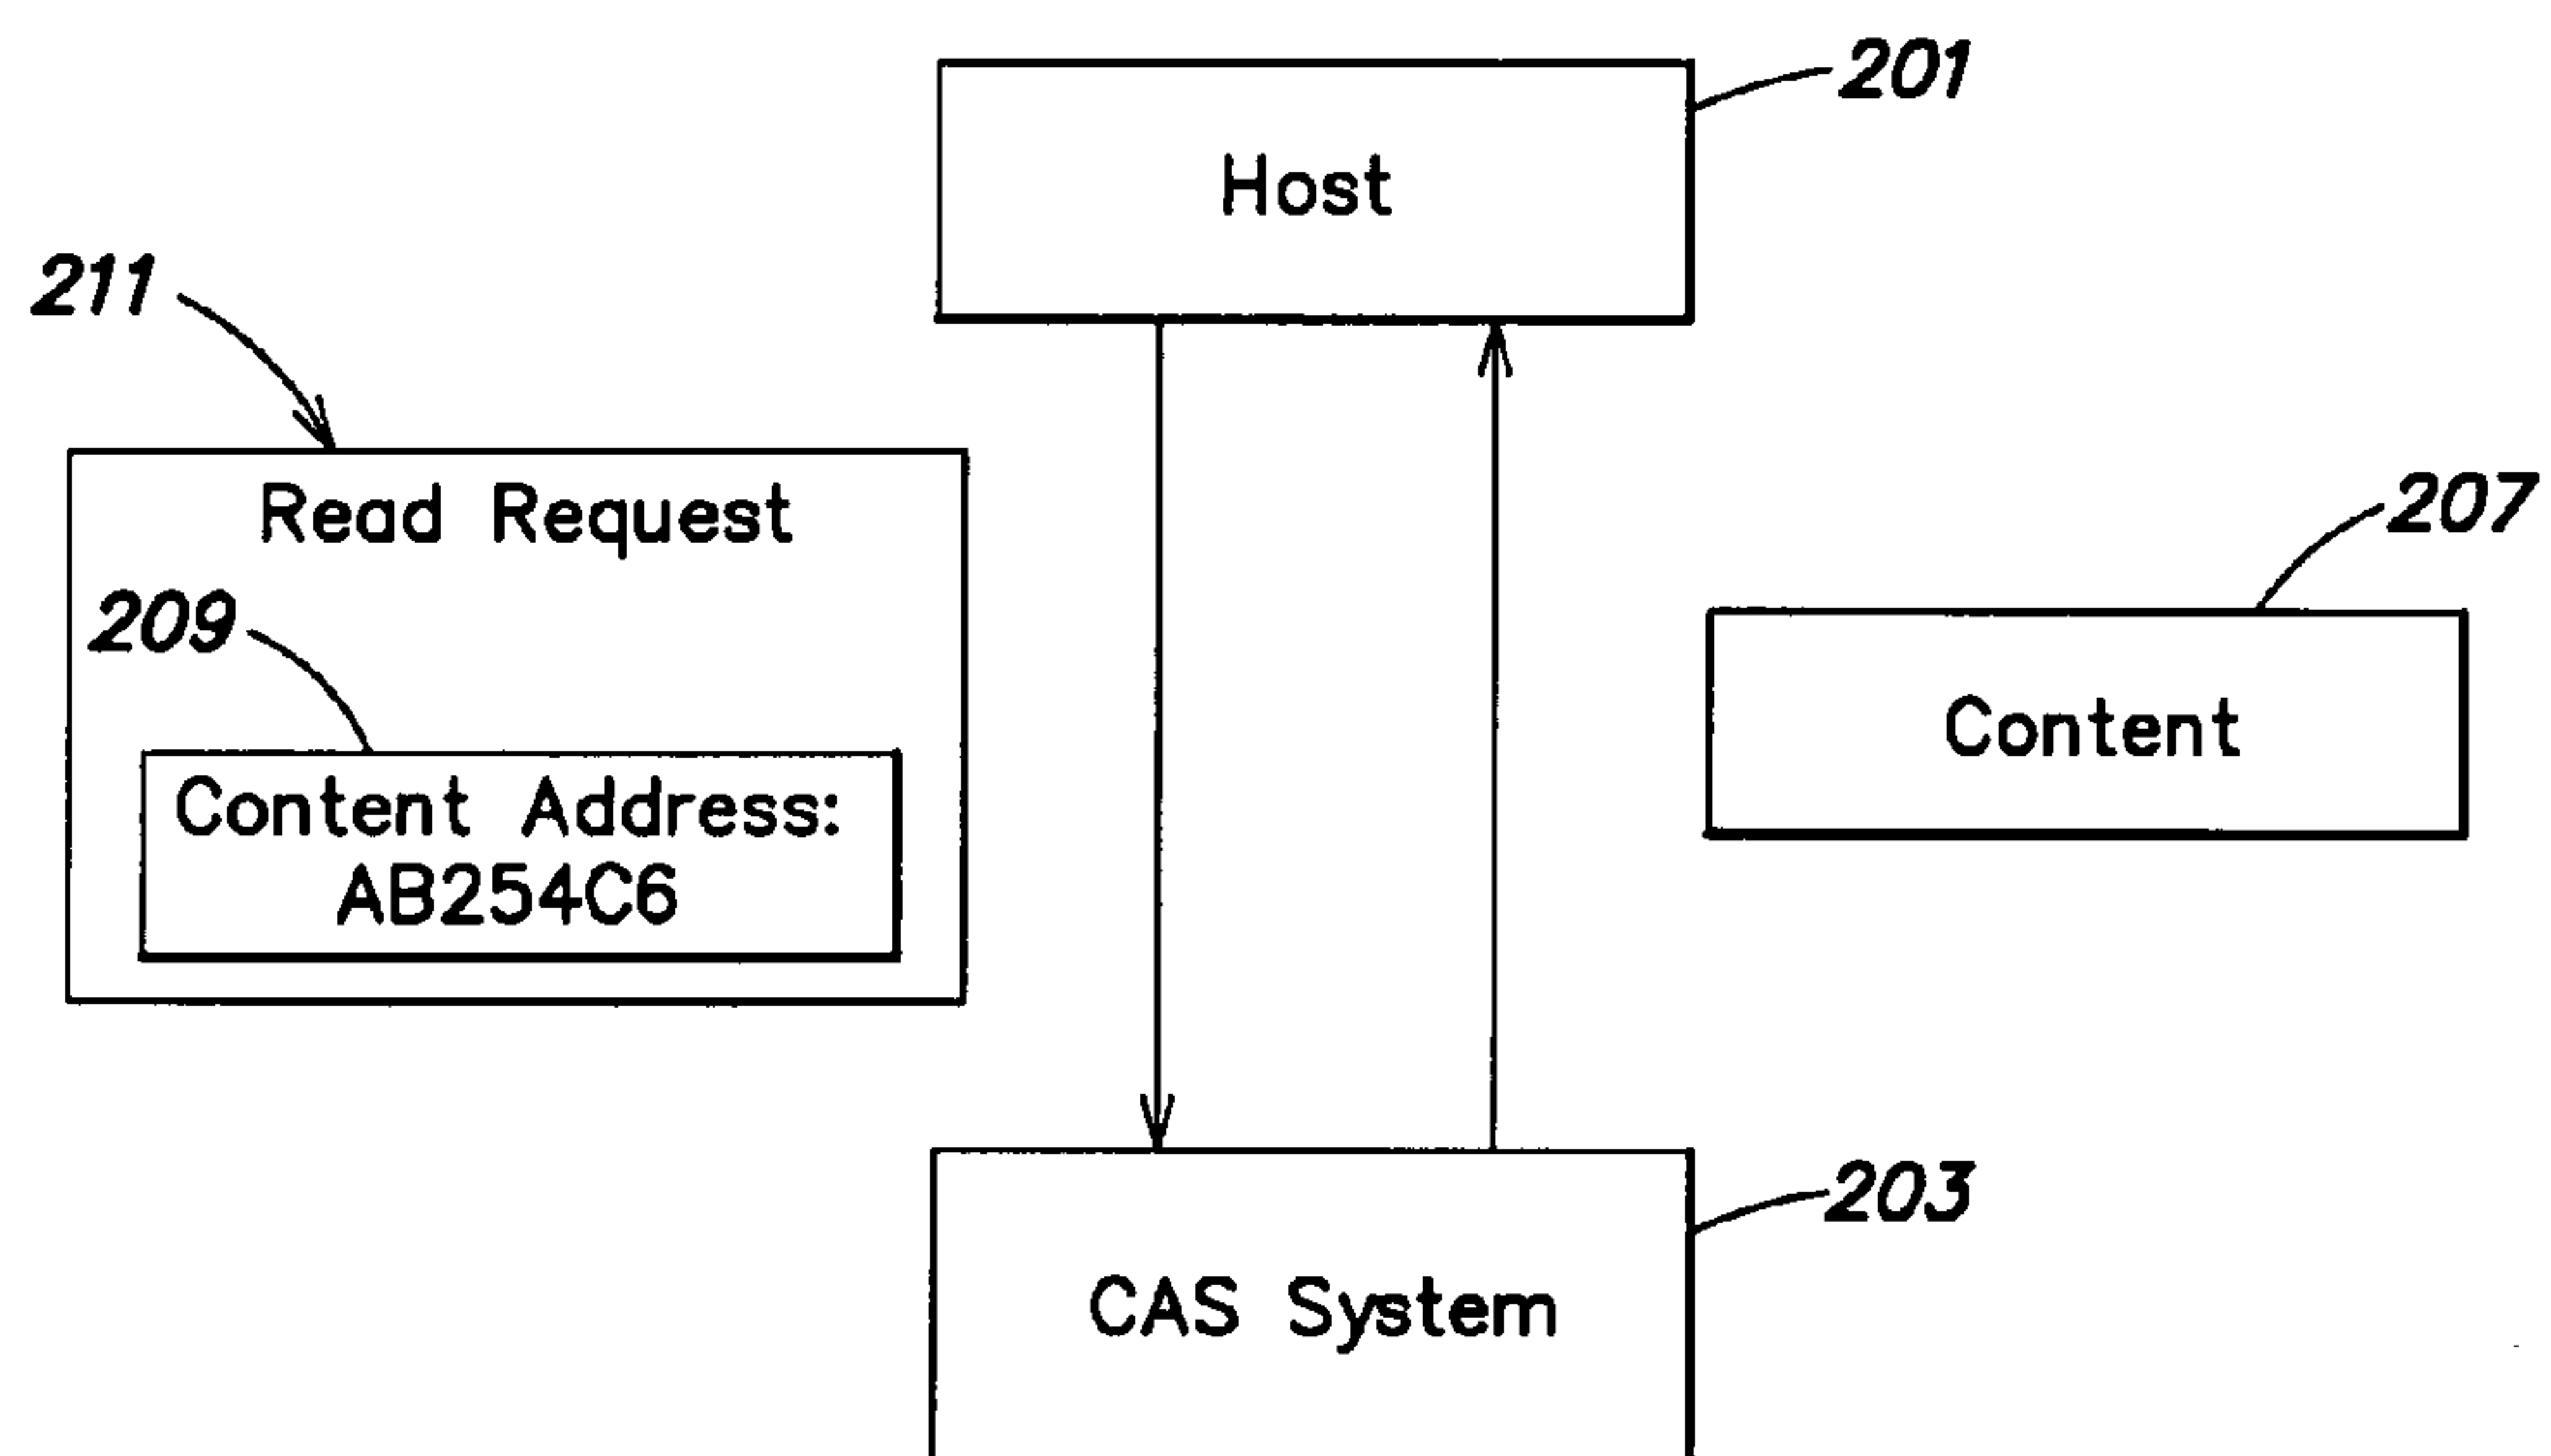 201
Host
211
Read Request
207
209
Content
Content Address:
AB254C6
203
CAS System